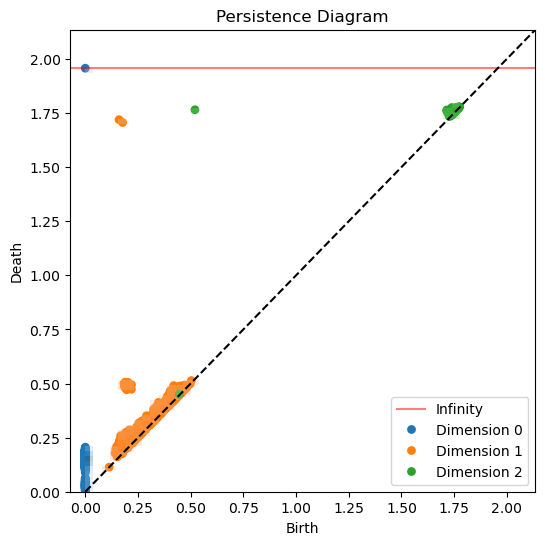 Persistence Diagram
Death
2.00
1.75
1.50
1.25
1.00
0.75
0.50
0.25
0.00
Infinity
Dimension 0
Dimension 1
Dimension 2
0.00 0.25 0.50 0.75 1.00 1.25 1.50 1.75 2.00
Birth